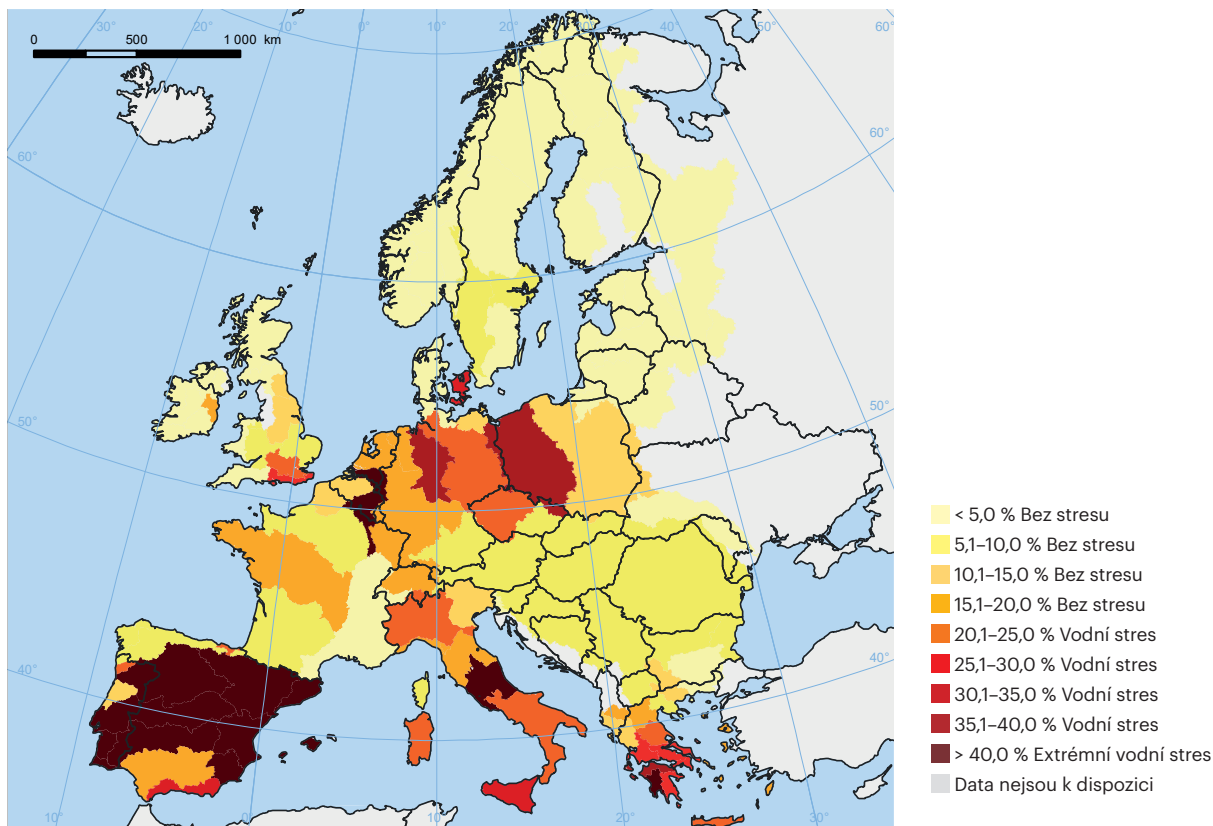 30° 20° 10° 0° 10° 20° 30° 40° 50° 60°
0 500 1 000 km
60° 60°
50° 50°
40° 40°
10° 0° 10° 20° 30°
< 5,0 % Bez stresu
5,1–10,0 % Bez stresu
10,1–15,0 % Bez stresu
15,1–20,0 % Bez stresu
20,1–25,0 % Vodní stres
25,1–30,0 % Vodní stres
30,1–35,0 % Vodní stres
35,1–40,0 % Vodní stres
> 40,0 % Extrémní vodní stres
Data nejsou k dispozici